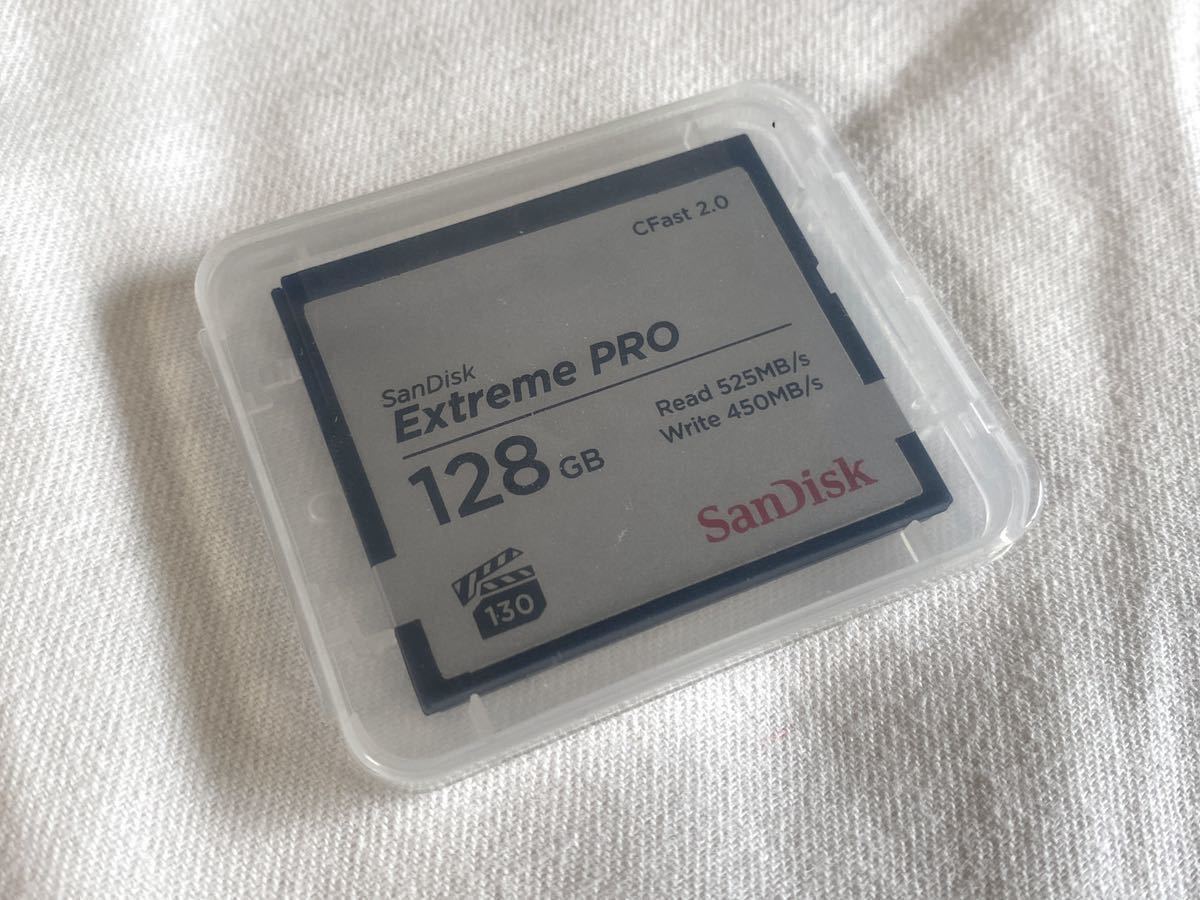 CFast 2.0
SanDisk
Extreme PRO
128 GB
Read 525MB/s
Write 450MB/s
SanDisk
130